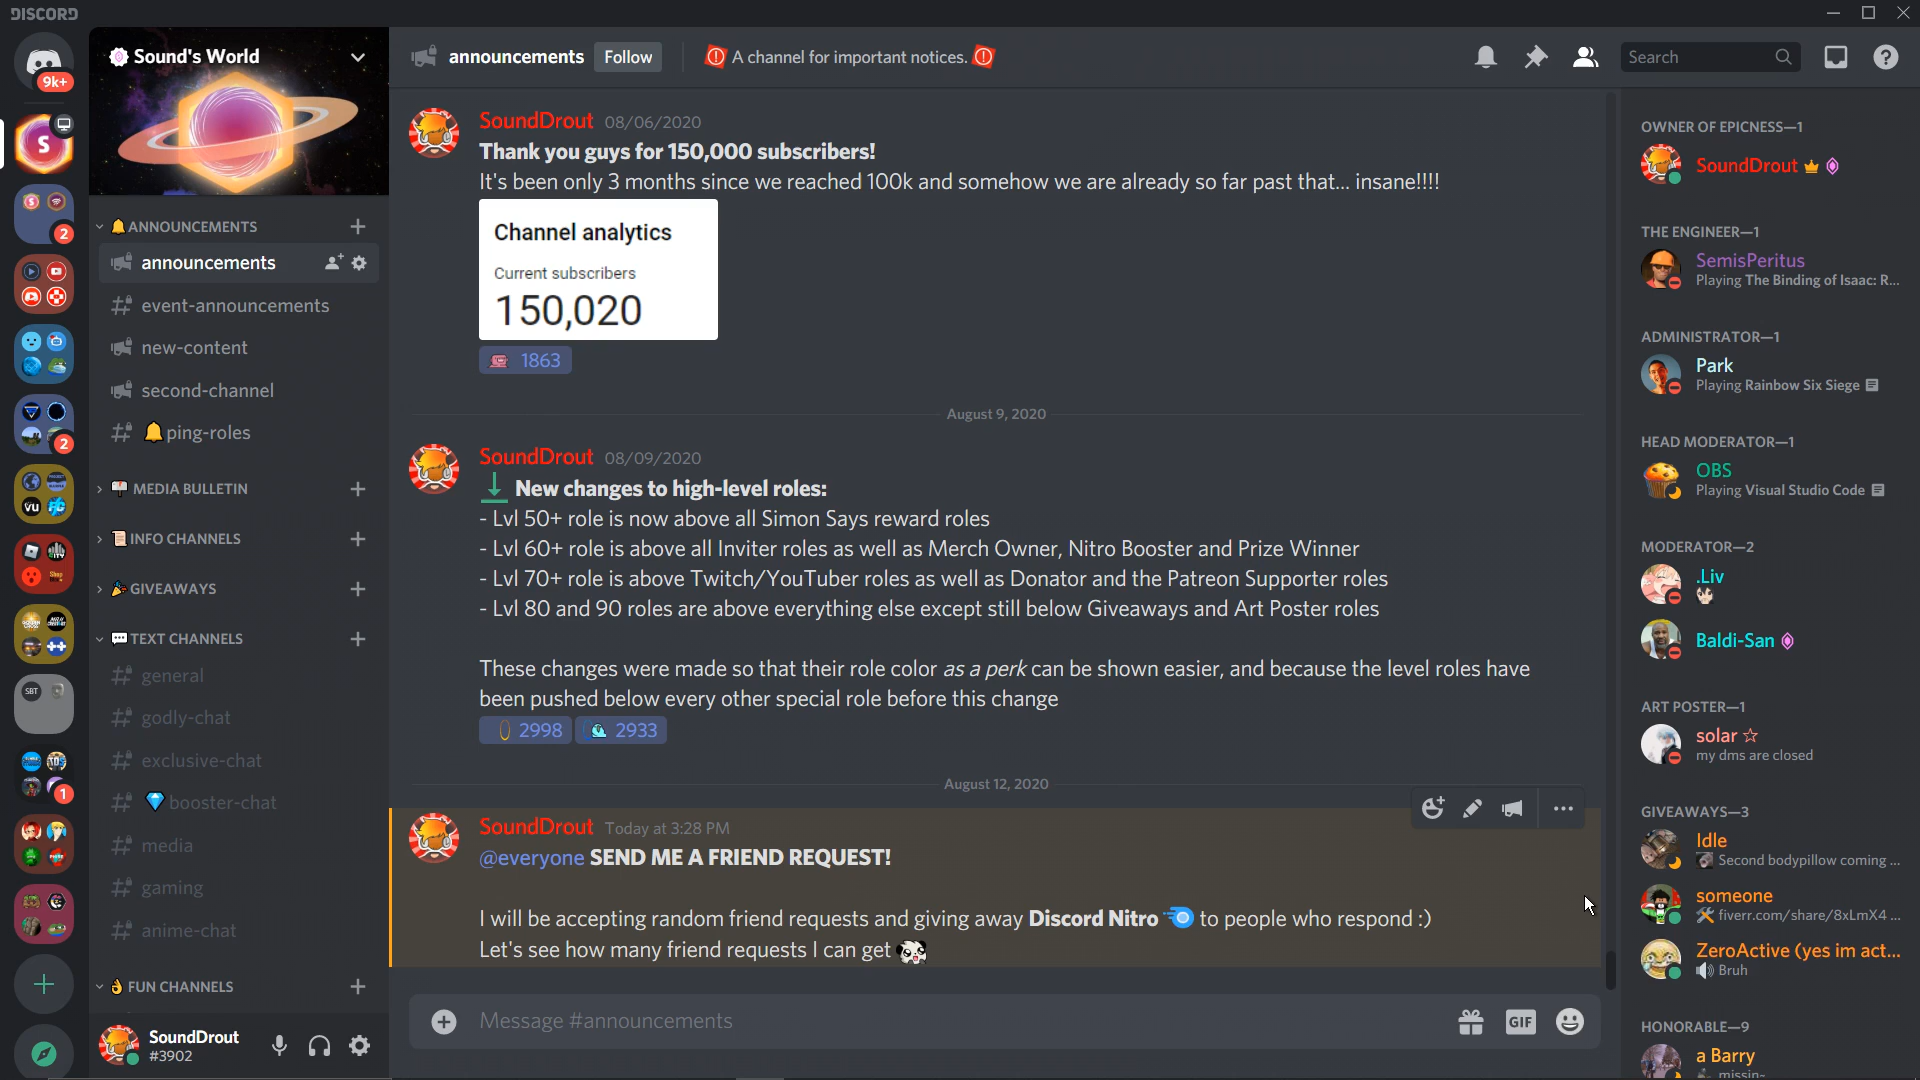 DISCORD
9k+
S
2
2
VU
SBT
1
Sound's World
ANNOUNCEMENTS
announcements
event-announcements
new-content
second-channel
ping-roles
MEDIA BULLETIN
INFO CHANNELS
GIVEAWAYS
TEXT CHANNELS
general
godly-chat
exclusive-chat
booster-chat
media
gaming
anime-chat
FUN CHANNELS
SoundDrout
#3902
announcements Follow A channel for important notices.
Search
SoundDrout 08/06/2020
Thank you guys for 150,000 subscribers!
It's been only 3 months since we reached 100k and somehow we are already so far past that... insane!!!!
Channel analytics
Current subscribers
150,020
1863
August 9, 2020
SoundDrout 08/09/2020
New changes to high-level roles:
- Lvl 50+ role is now above all Simon Says reward roles
- Lvl 60+ role is above all Inviter roles as well as Merch Owner, Nitro Booster and Prize Winner
- Lvl 70+ role is above Twitch/YouTuber roles as well as Donator and the Patreon Supporter roles
- Lvl 80 and 90 roles are above everything else except still below Giveaways and Art Poster roles
These changes were made so that their role color as a perk can be shown easier, and because the level roles have
been pushed below every other special role before this change
2998 2933
August 12, 2020
SoundDrout Today at 3:28 PM
@everyone SEND ME A FRIEND REQUEST!
I will be accepting random friend requests and giving away Discord Nitro to people who respond :)
Let's see how many friend requests I can get
Message #announcements
GIF
OWNER OF EPICNESS—1
SoundDrout
THE ENGINEER—1
SemisPeritus
Playing The Binding of Isaac: R...
ADMINISTRATOR—1
Park
Playing Rainbow Six Siege
HEAD MODERATOR—1
OBS
Playing Visual Studio Code
MODERATOR—2
.Liv
Baldi-San
ART POSTER—1
solar ☆
my dms are closed
GIVEAWAYS—3
Idle
Second bodypillow coming ...
someone
fiverr.com/share/8xLmX4 ...
ZeroActive (yes im act...
Bruh
HONORABLE—9
a Barry
missin-